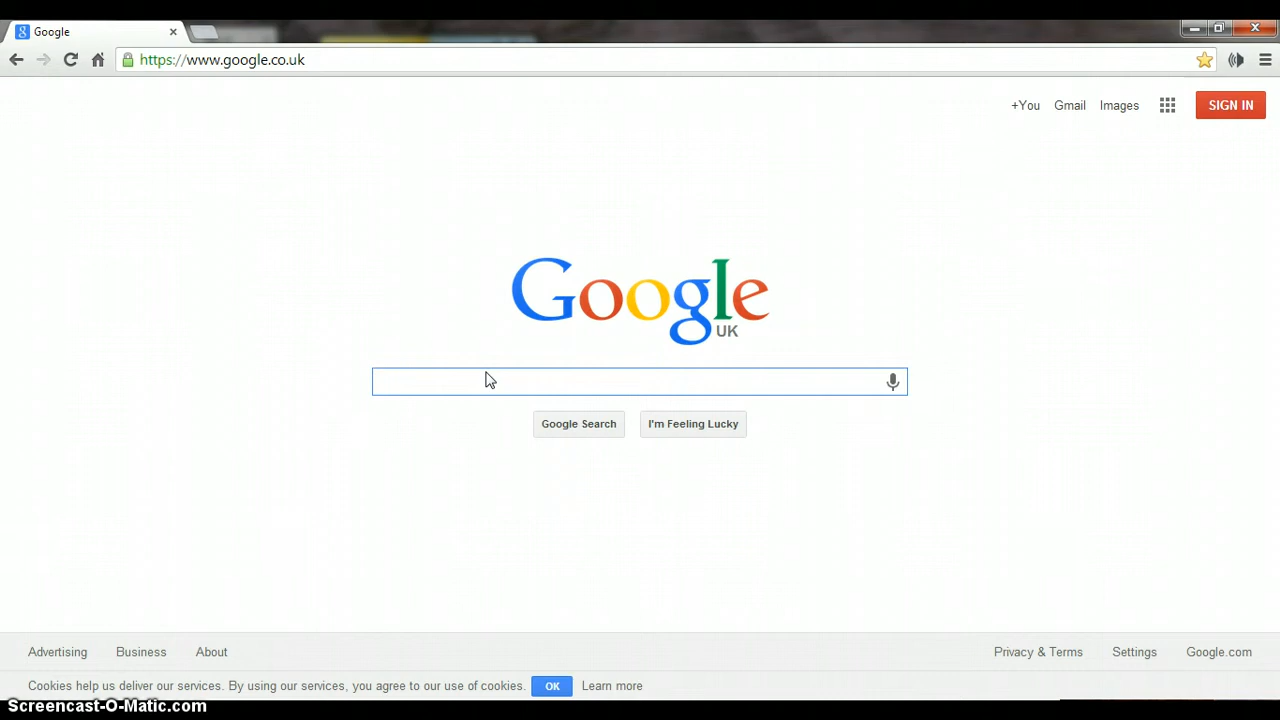 Google
https://www.google.co.uk
+You Gmail Images SIGN IN
Google
UK
Google Search I'm Feeling Lucky
Advertising Business About Privacy & Terms Settings Google.com
Cookies help us deliver our services. By using our services, you agree to our use of cookies. OK Learn more
Screencast-O-Matic.com